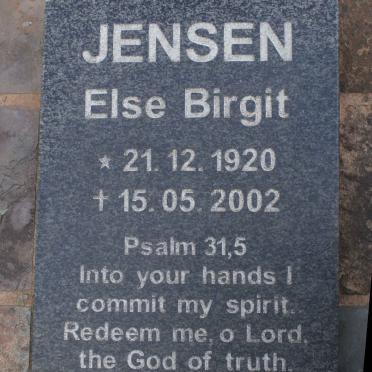 JENSEN
Else Birgit
* 21. 12. 1920
† 15. 05. 2002
Psalm 31,5
Into your hands I
commit my spirit.
Redeem me, o Lord,
the God of truth.